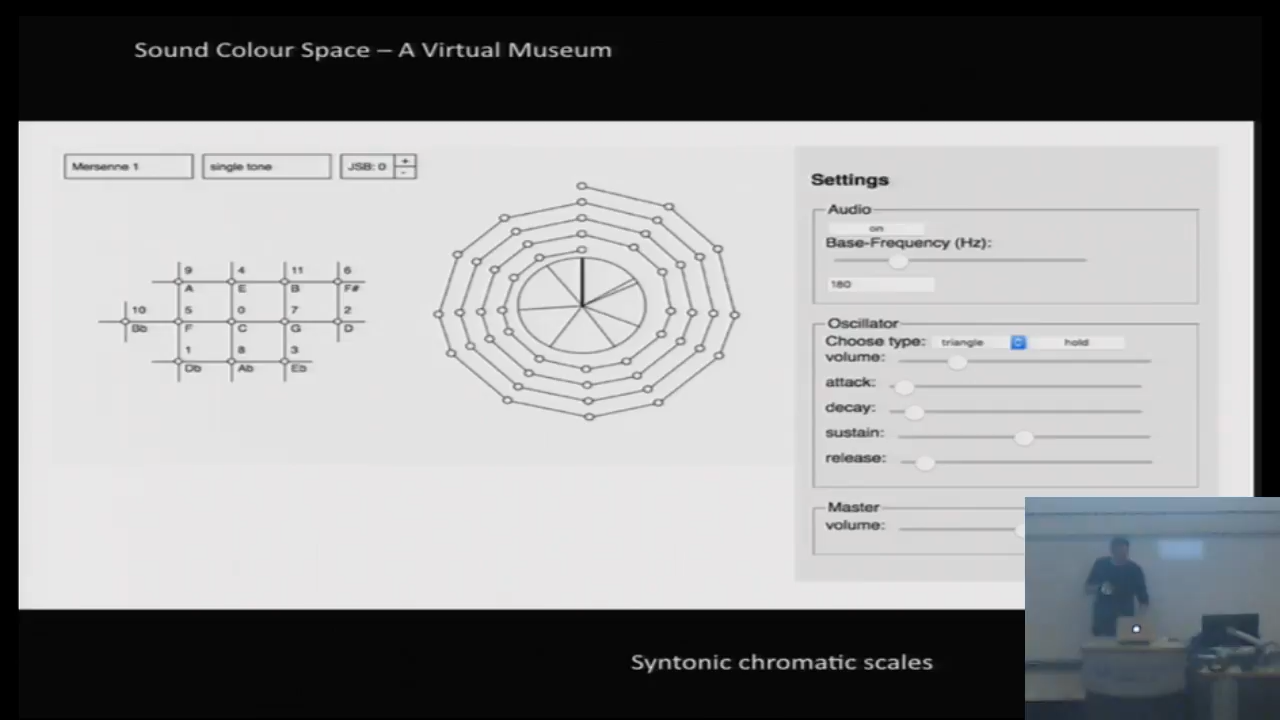 Sound Colour Space – A Virtual Museum
Mersenne 1
single tone
JSB: 0
+
-
Settings
Audio
on
Base-Frequency (Hz):
180
Oscillator
Choose type: triangle hold
volume:
attack:
decay:
sustain:
release:
Master
volume:
9 4 11 6
A E B F#
10 5 0 7 2
Bb F C G D
1 8 3
Db Ab Eb
Syntonic chromatic scales